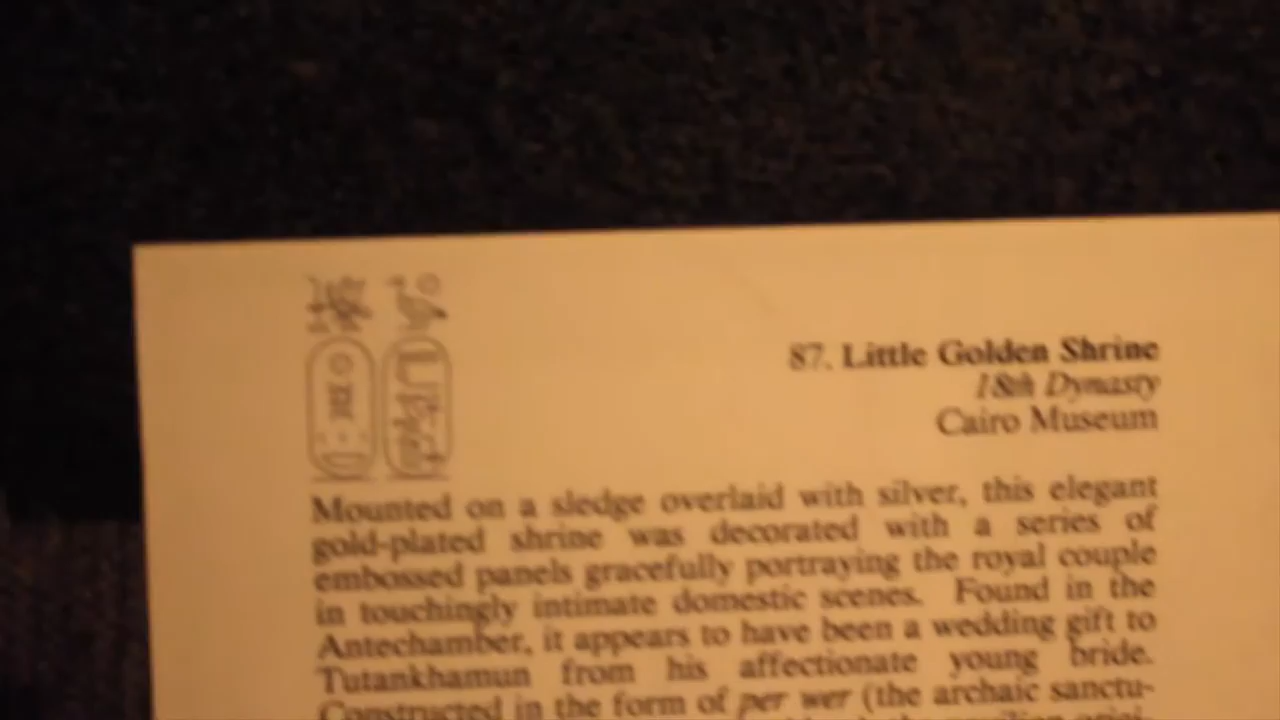 87. Little Golden Shrine
18th Dynasty
Cairo Museum
Mounted on a sledge overlaid with silver, this elegant
gold-plated shrine was decorated with a series of
embossed panels gracefully portraying the royal couple
in touchingly intimate domestic scenes. Found in the
Antechamber, it appears to have been a wedding gift to
Tutankhamun from his affectionate young bride.
Constructed in the form of per wer (the archaic sanctu-